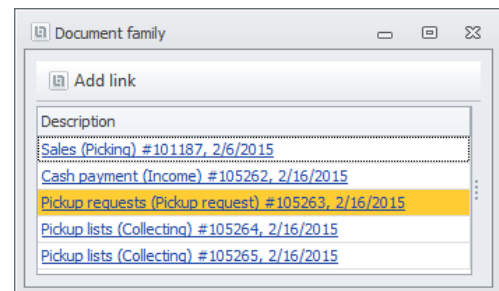 Document family
Add link
Description
Sales (Picking) #101187, 2/6/2015
Cash payment (Income) #105262, 2/16/2015
Pickup requests (Pickup request) #105263, 2/16/2015
Pickup lists (Collecting) #105264, 2/16/2015
Pickup lists (Collecting) #105265, 2/16/2015